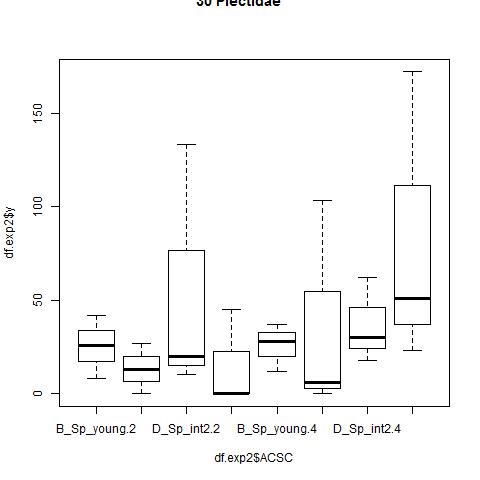 30 Plectidae
df.exp2$y
150
100
50
0
B_Sp_young.2 D_Sp_int2.2 B_Sp_young.4 D_Sp_int2.4
df.exp2$ACSC